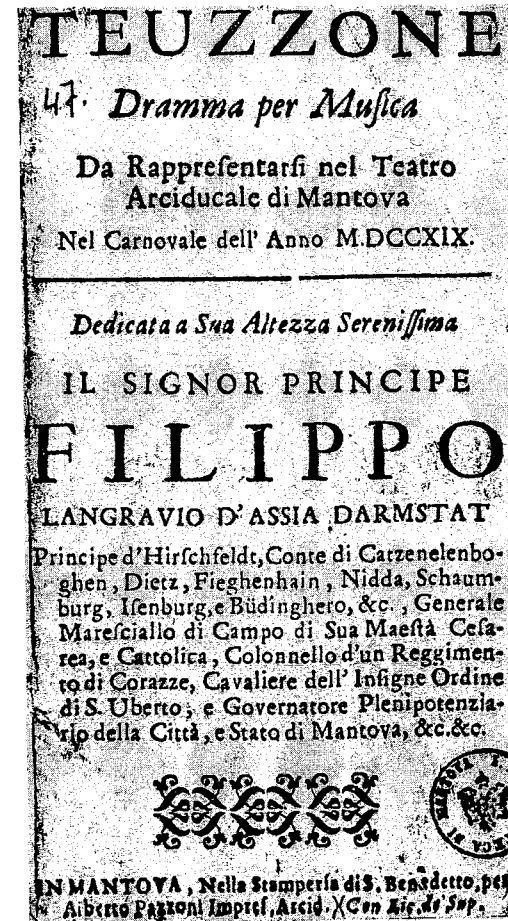 TEUZZONE
47. Dramma per Muſica
Da Rappreſentarſi nel Teatro
Arciducale di Mantova
Nel Carnovale dell' Anno M.DCCXIX.
Dedicata a Sua Altezza Sereniſſima
IL SIGNOR PRINCIPE
FILIPPO
LANGRAVIO D'ASSIA DARMSTAT
Principe d'Hirſchfeldt, Conte di Catzenelenbo-
ghen, Dietz, Fieghenhain, Nidda, Schaum-
burg, Iſenburg, e Büdinghero, &c., Generale
Mareſciallo di Campo di Sua Maeſtà Ceſa-
rea, e Cattolica, Colonnello d'un Reggimen-
to di Corazze, Cavaliere dell' Inſigne Ordine
di S. Uberto, e Governatore Plenipotenzia-
rio della Città, e Stato di Mantova, &c. &c.
IN MANTOVA, Nella Stamperia di S. Benedetto, per
Alberto Pazzoni Impreſ. Arcid. )(Con Lic. de' Sup.